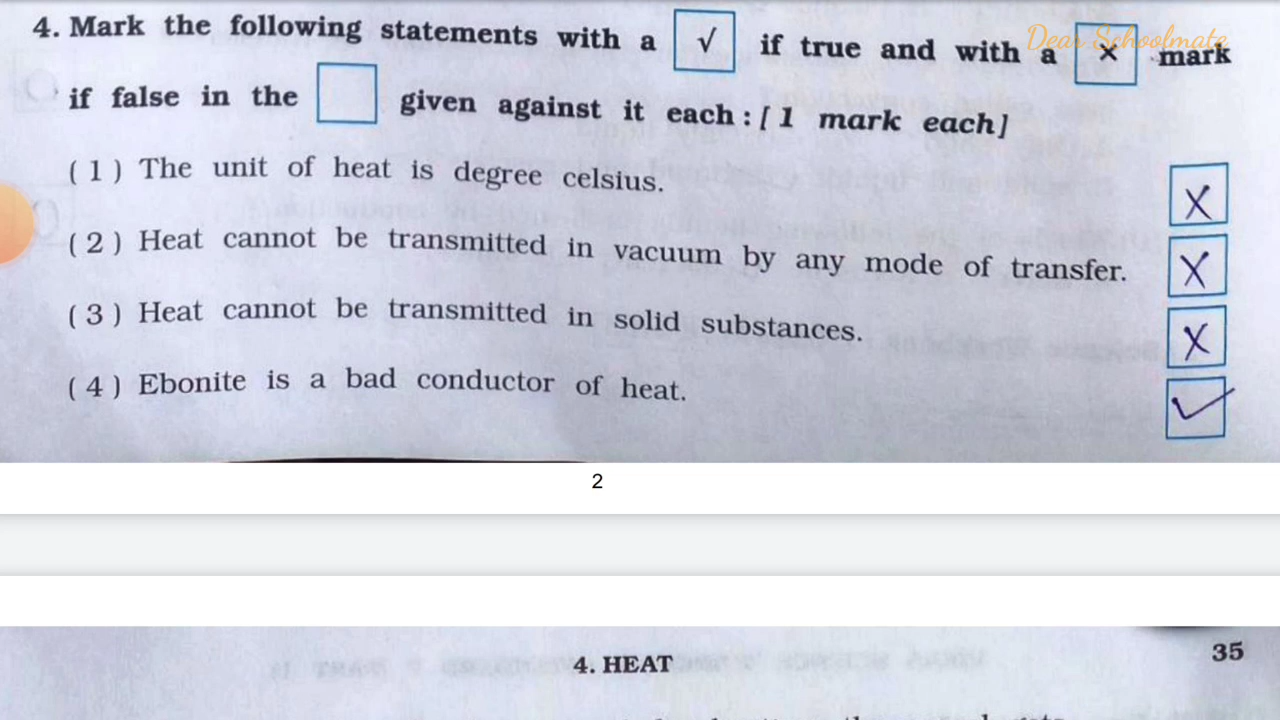 Dear Schoolmate
4. Mark the following statements with a √ if true and with a × mark
if false in the given against it each : [ 1 mark each]
( 1 ) The unit of heat is degree celsius. X
( 2 ) Heat cannot be transmitted in vacuum by any mode of transfer. X
( 3 ) Heat cannot be transmitted in solid substances. X
( 4 ) Ebonite is a bad conductor of heat. ✓
2
35
4. HEAT